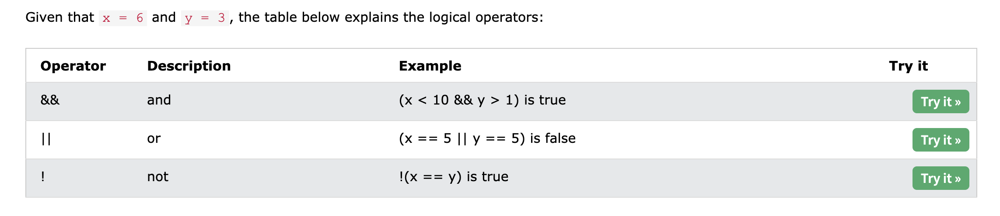 Given that x = 6 and y = 3, the table below explains the logical operators:
Operator Description Example Try it
&& and (x < 10 && y > 1) is true Try it »
|| or (x == 5 || y == 5) is false Try it »
! not !(x == y) is true Try it »